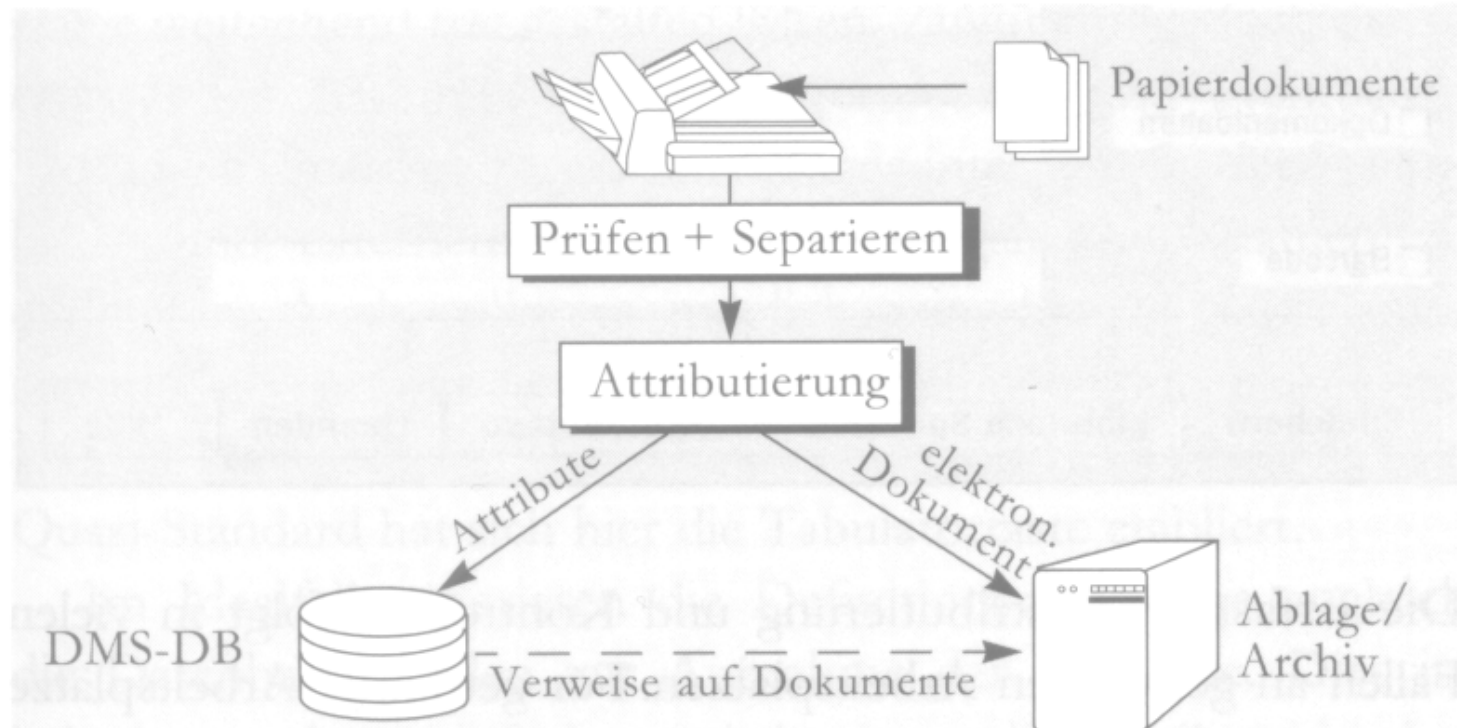 Papierdokumente
Prüfen + Separieren
Attributierung
Attribute
elektron.
Dokument
DMS-DB
Verweise auf Dokumente
Ablage/
Archiv